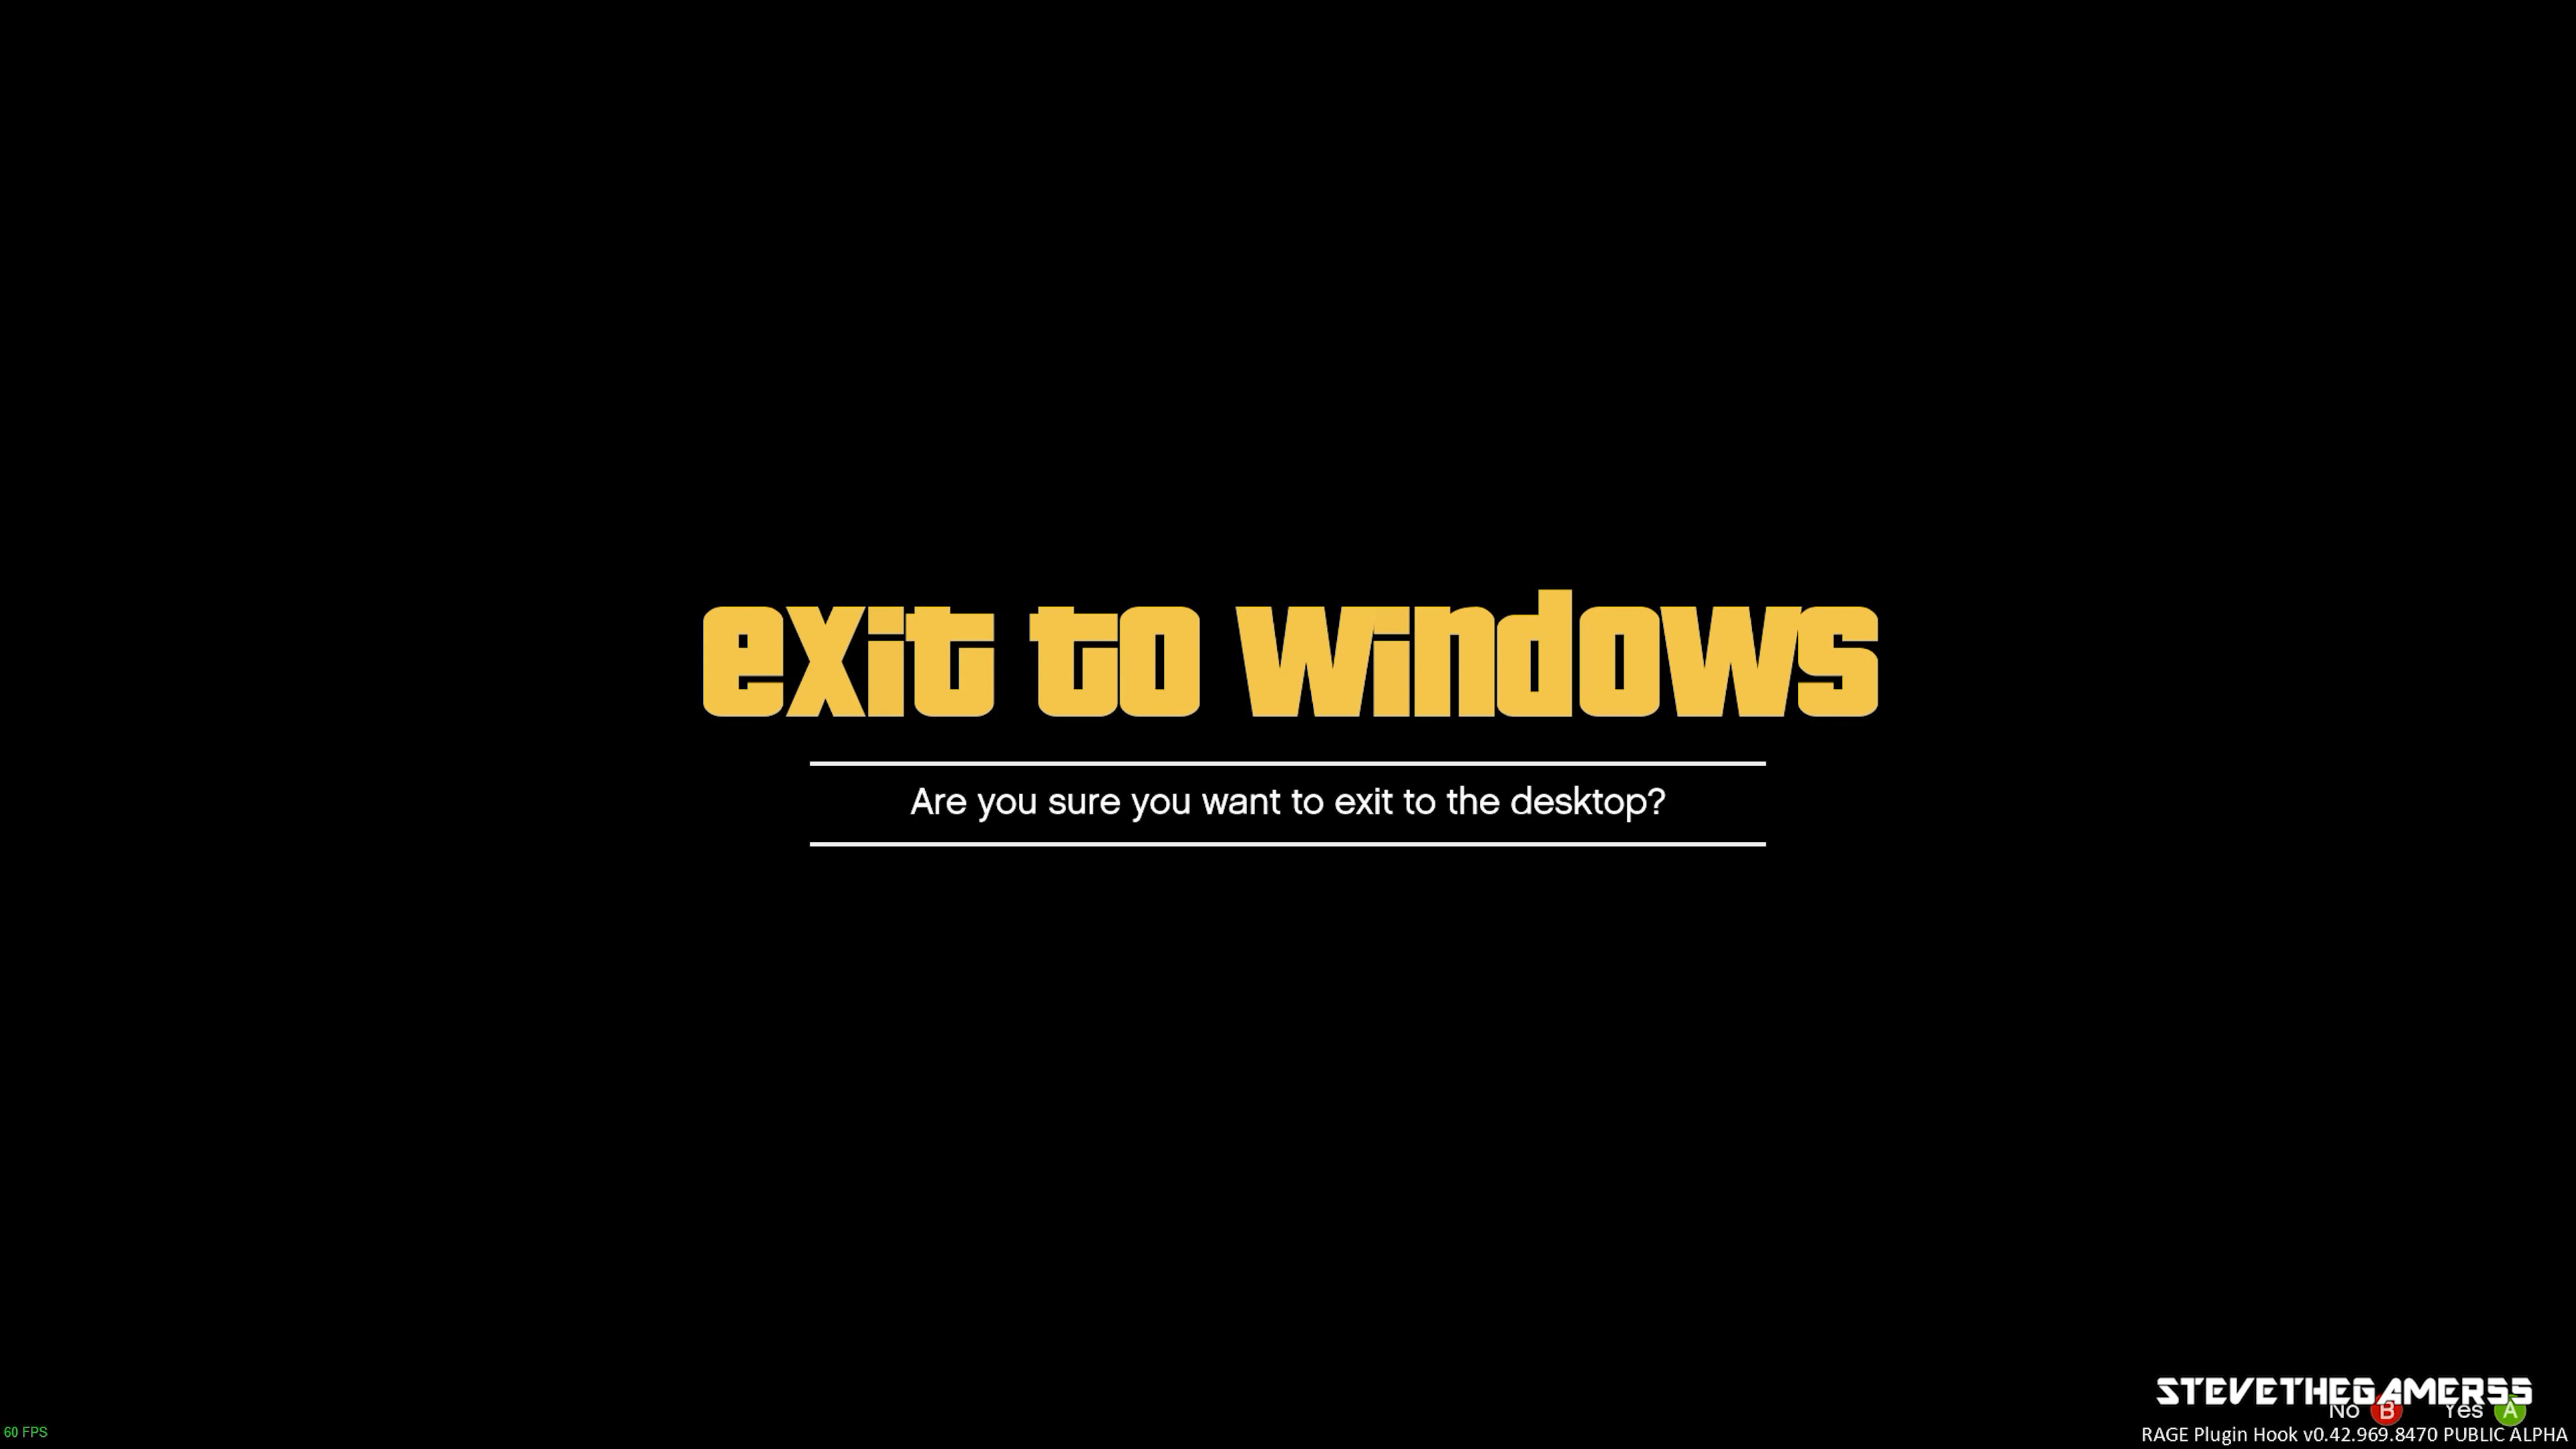 exit to windows
Are you sure you want to exit to the desktop?
STEVETHEGAMER55
No B Yes A
60 FPS
RAGE Plugin Hook v0.42.969.8470 PUBLIC ALPHA